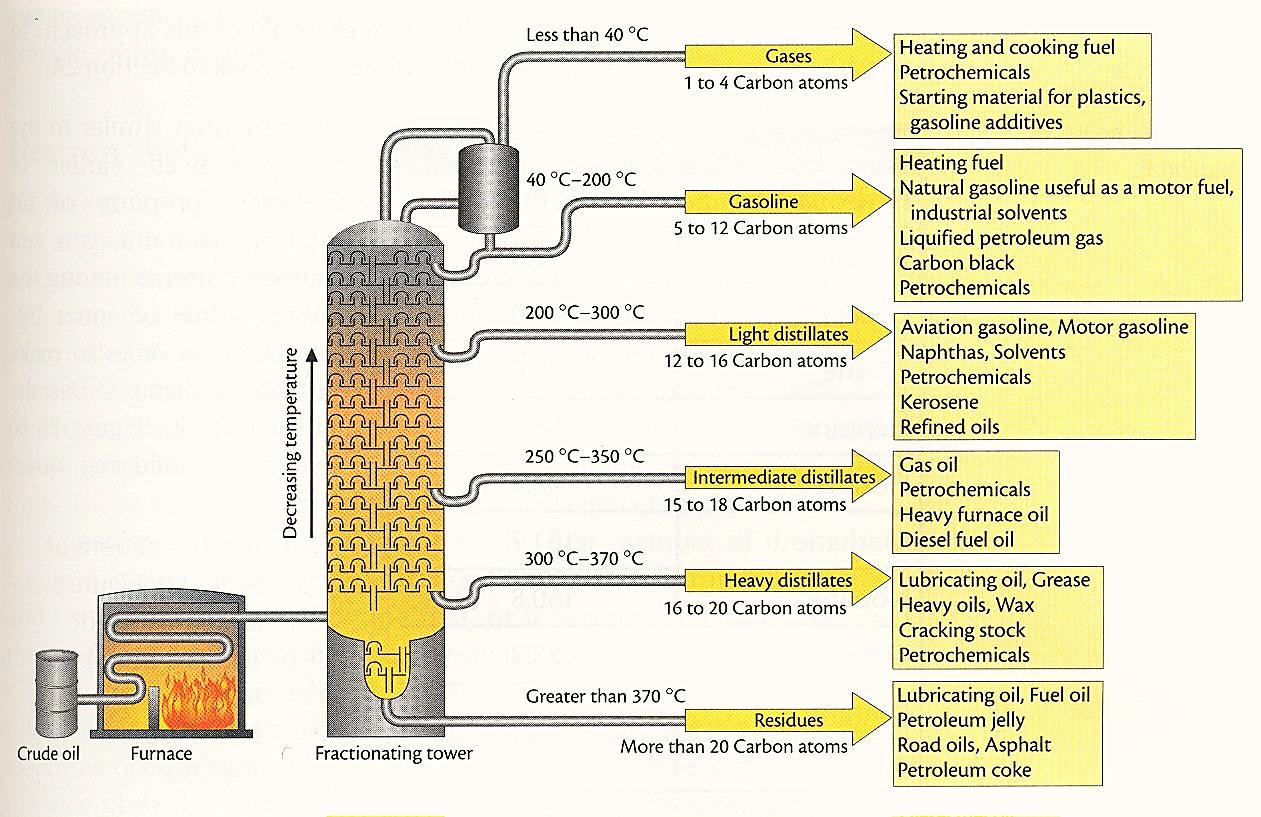 Less than 40 °C
Gases
1 to 4 Carbon atoms
Heating and cooking fuel
Petrochemicals
Starting material for plastics,
gasoline additives
40 °C–200 °C
Gasoline
5 to 12 Carbon atoms
Heating fuel
Natural gasoline useful as a motor fuel,
industrial solvents
Liquified petroleum gas
Carbon black
Petrochemicals
200 °C–300 °C
Light distillates
12 to 16 Carbon atoms
Aviation gasoline, Motor gasoline
Naphthas, Solvents
Petrochemicals
Kerosene
Refined oils
Decreasing temperature
250 °C–350 °C
Intermediate distillates
15 to 18 Carbon atoms
Gas oil
Petrochemicals
Heavy furnace oil
Diesel fuel oil
300 °C–370 °C
Heavy distillates
16 to 20 Carbon atoms
Lubricating oil, Grease
Heavy oils, Wax
Cracking stock
Petrochemicals
Greater than 370 °C
Residues
More than 20 Carbon atoms
Lubricating oil, Fuel oil
Petroleum jelly
Road oils, Asphalt
Petroleum coke
Crude oil
Furnace
Fractionating tower